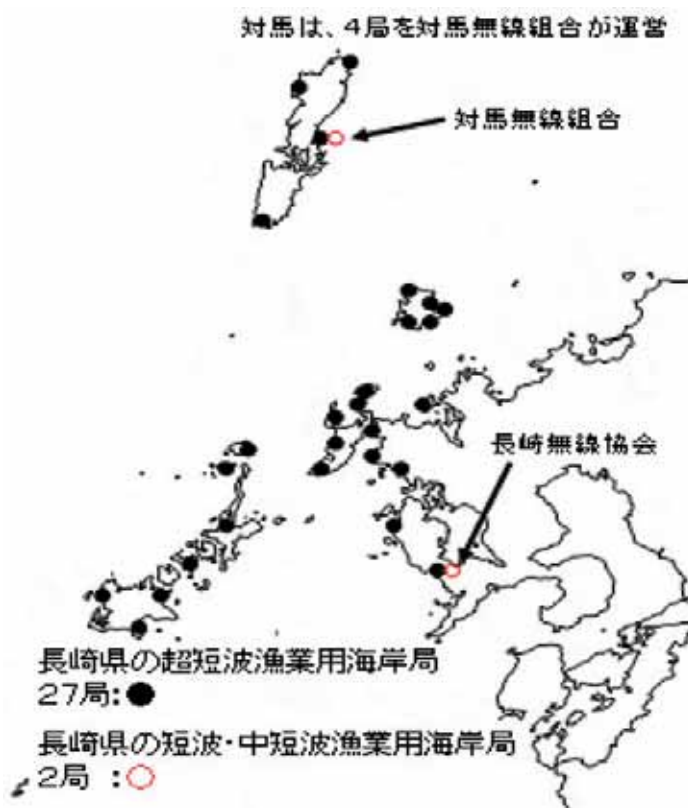 対馬は、4局を対馬無線組合が運営
対馬無線組合
長崎無線協会
長崎県の超短波漁業用海岸局
27局:●
長崎県の短波・中短波漁業用海岸局
2局 :○